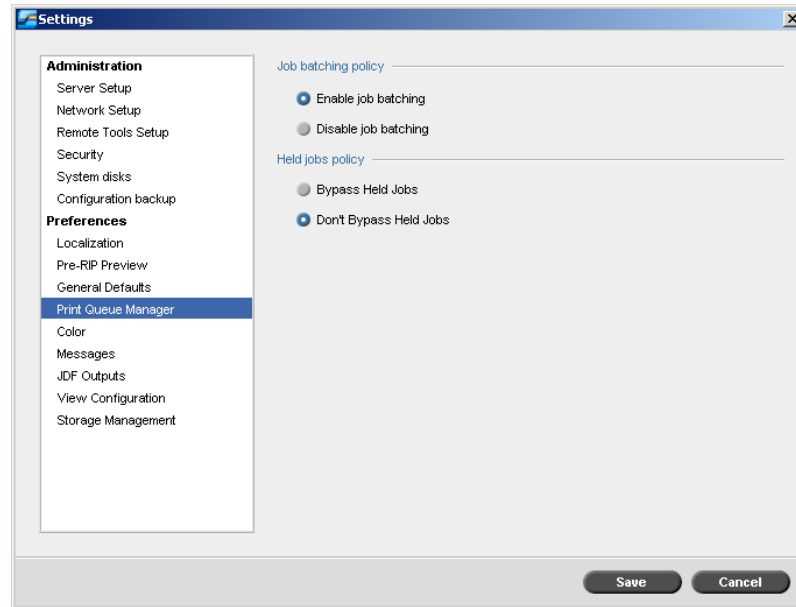 Settings
Administration
Server Setup
Network Setup
Remote Tools Setup
Security
System disks
Configuration backup
Preferences
Localization
Pre-RIP Preview
General Defaults
Print Queue Manager
Color
Messages
JDF Outputs
View Configuration
Storage Management
Job batching policy
Enable job batching
Disable job batching
Held jobs policy
Bypass Held Jobs
Don't Bypass Held Jobs
Save
Cancel